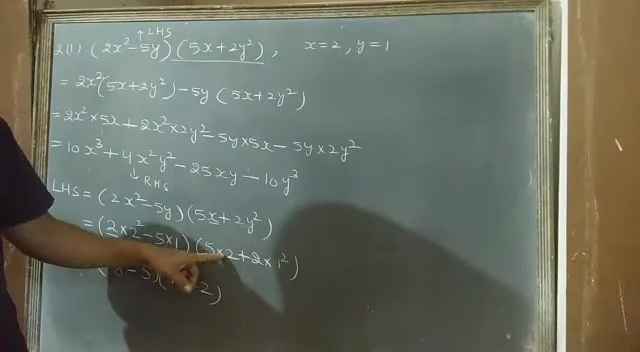 ↑ LHS
2(1) (2x² - 5y) (5x + 2y²), x = 2, y = 1
= 2x² (5x + 2y²) - 5y (5x + 2y²)
= 2x² × 5x + 2x² × 2y² - 5y × 5x - 5y × 2y²
= 10x³ + 4x²y² - 25xy - 10y³
↓ RHS
LHS = (2x² - 5y) (5x + 2y²)
= (2×2² - 5×1) (5×2 + 2×1²)
- 5) ( 2)